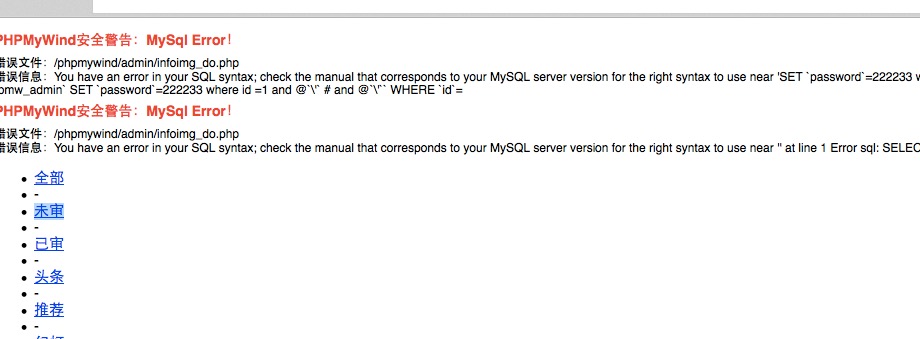 PHPMyWind安全警告：MySql Error！
错误文件：/phpmywind/admin/infoimg_do.php
错误信息：You have an error in your SQL syntax; check the manual that corresponds to your MySQL server version for the right syntax to use near 'SET `password`=222233 w
pmw_admin` SET `password`=222233 where id =1 and @`\'` # and @`\'`` WHERE `id`=
PHPMyWind安全警告：MySql Error！
错误文件：/phpmywind/admin/infoimg_do.php
错误信息：You have an error in your SQL syntax; check the manual that corresponds to your MySQL server version for the right syntax to use near '' at line 1 Error sql: SELEC
全部
-
未审
-
已审
-
头条
-
推荐
-